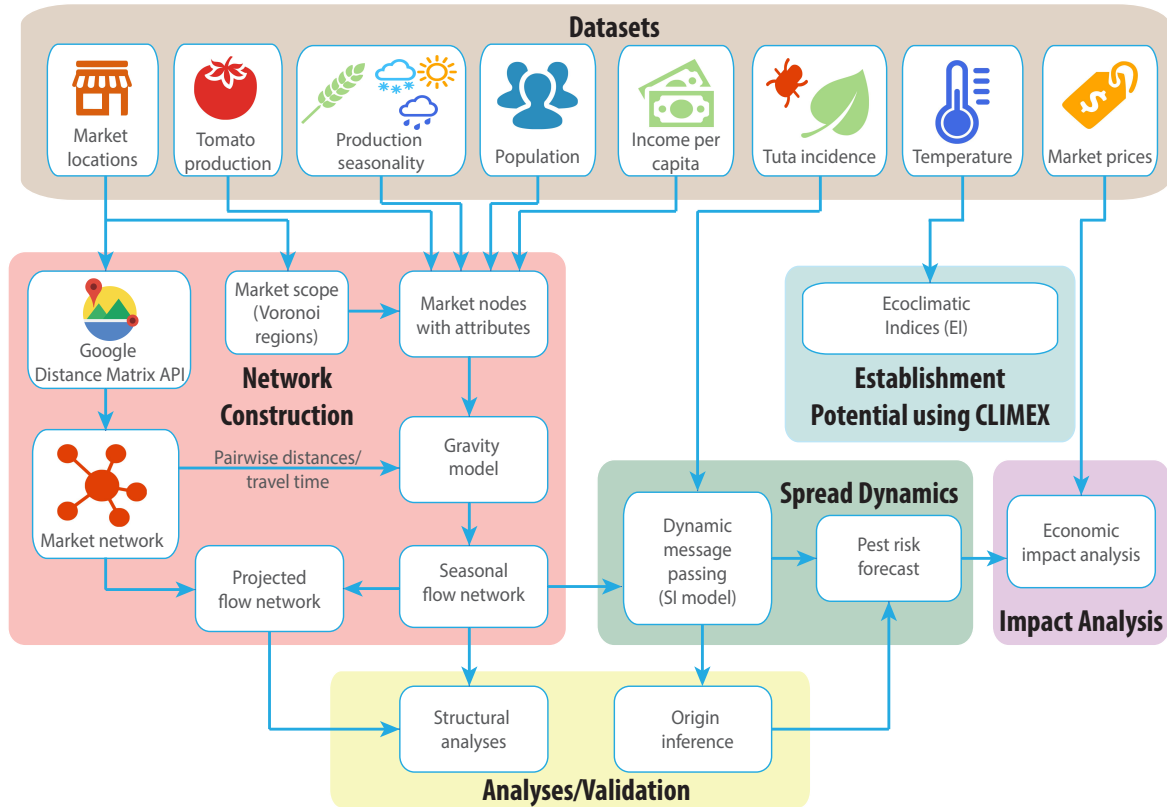 Datasets
Market
locations
Tomato
production
Production
seasonality
Population
Income per
capita
Tuta incidence
Temperature
$
Market prices
Google
Distance Matrix API
Market scope
(Voronoi
regions)
Market nodes
with attributes
Ecoclimatic
Indices (EI)
Network
Construction
Establishment
Potential using CLIMEX
Market network
Pairwise distances/
travel time
Gravity
model
Spread Dynamics
Dynamic
message
passing
(SI model)
Pest risk
forecast
Economic
impact analysis
Projected
flow network
Seasonal
flow network
Impact Analysis
Structural
analyses
Origin
inference
Analyses/Validation